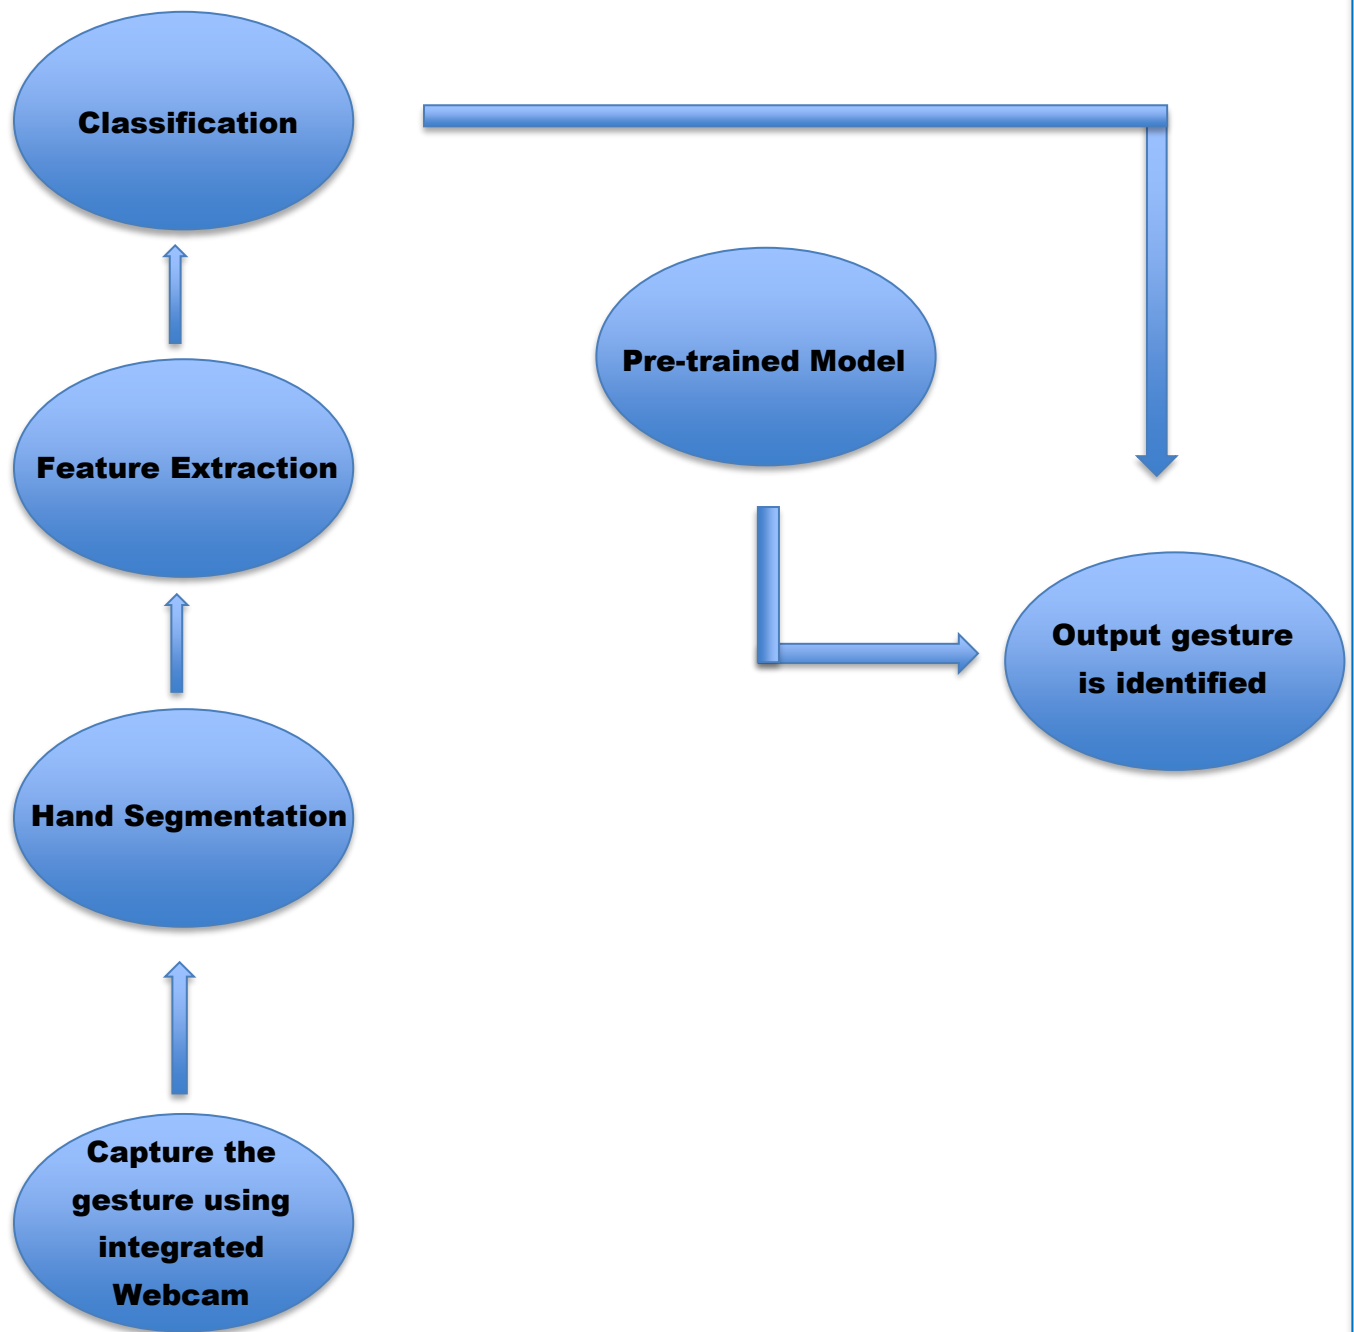 Classification
Pre-trained Model
Feature Extraction
Output gesture
is identified
Hand Segmentation
Capture the
gesture using
integrated
Webcam